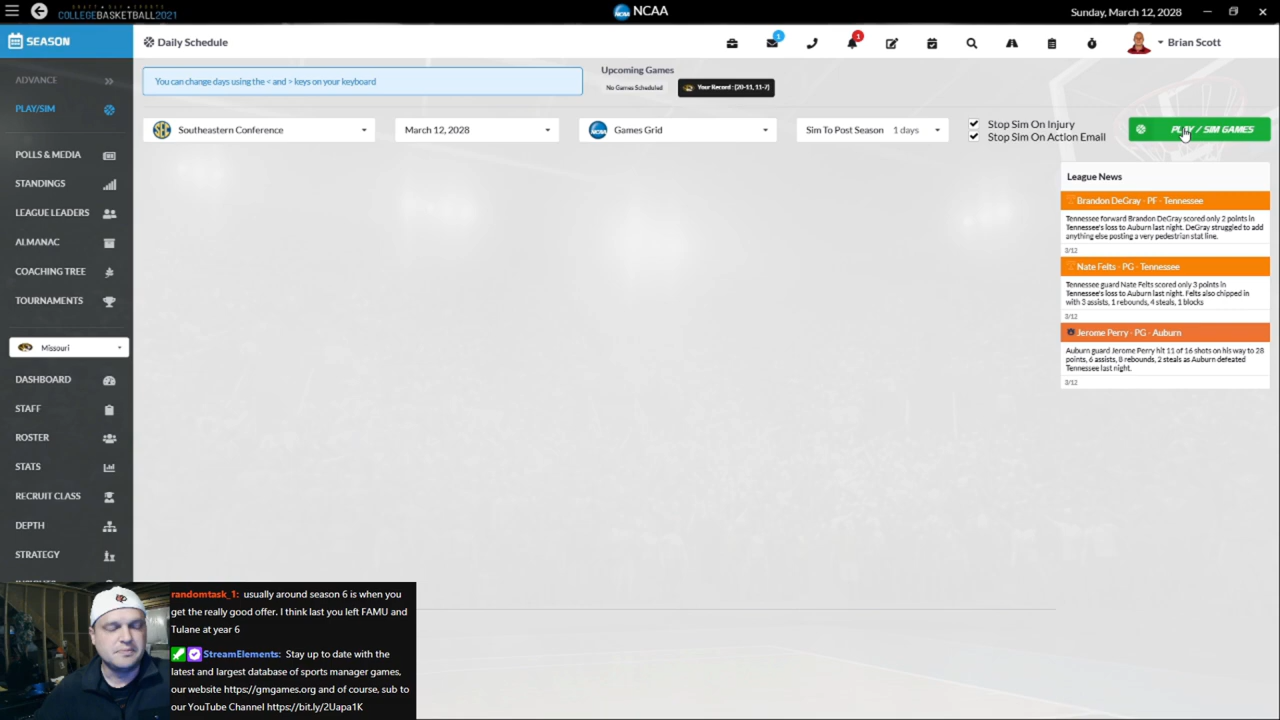 DRAFT DAY SPORTS
COLLEGEBASKETBALL2021
NCAA
Sunday, March 12, 2028
SEASON
Daily Schedule
1
1
Brian Scott
ADVANCE
PLAY/SIM
POLLS & MEDIA
STANDINGS
LEAGUE LEADERS
ALMANAC
COACHING TREE
TOURNAMENTS
Missouri
DASHBOARD
STAFF
ROSTER
STATS
RECRUIT CLASS
DEPTH
STRATEGY
You can change days using the < and > keys on your keyboard
Upcoming Games
No Games Scheduled
Your Record : (20-11, 11-7)
Southeastern Conference
March 12, 2028
Games Grid
Sim To Post Season 1 days
Stop Sim On Injury
Stop Sim On Action Email
PLAY / SIM GAMES
League News
Brandon DeGray - PF - Tennessee
Tennessee forward Brandon DeGray scored only 2 points in
Tennessee's loss to Auburn last night. DeGray struggled to add
anything else posting a very pedestrian stat line.
3/12
Nate Felts - PG - Tennessee
Tennessee guard Nate Felts scored only 3 points in
Tennessee's loss to Auburn last night. Felts also chipped in
with 3 assists, 1 rebounds, 4 steals, 1 blocks
3/12
Jerome Perry - PG - Auburn
Auburn guard Jerome Perry hit 11 of 16 shots on his way to 28
points, 6 assists, 8 rebounds, 2 steals as Auburn defeated
Tennessee last night.
3/12
randomtask_1: usually around season 6 is when you
get the really good offer. I think last you left FAMU and
Tulane at year 6
StreamElements: Stay up to date with the
latest and largest database of sports manager games,
our website https://gmgames.org and of course, sub to
our YouTube Channel https://bit.ly/2Uapa1K